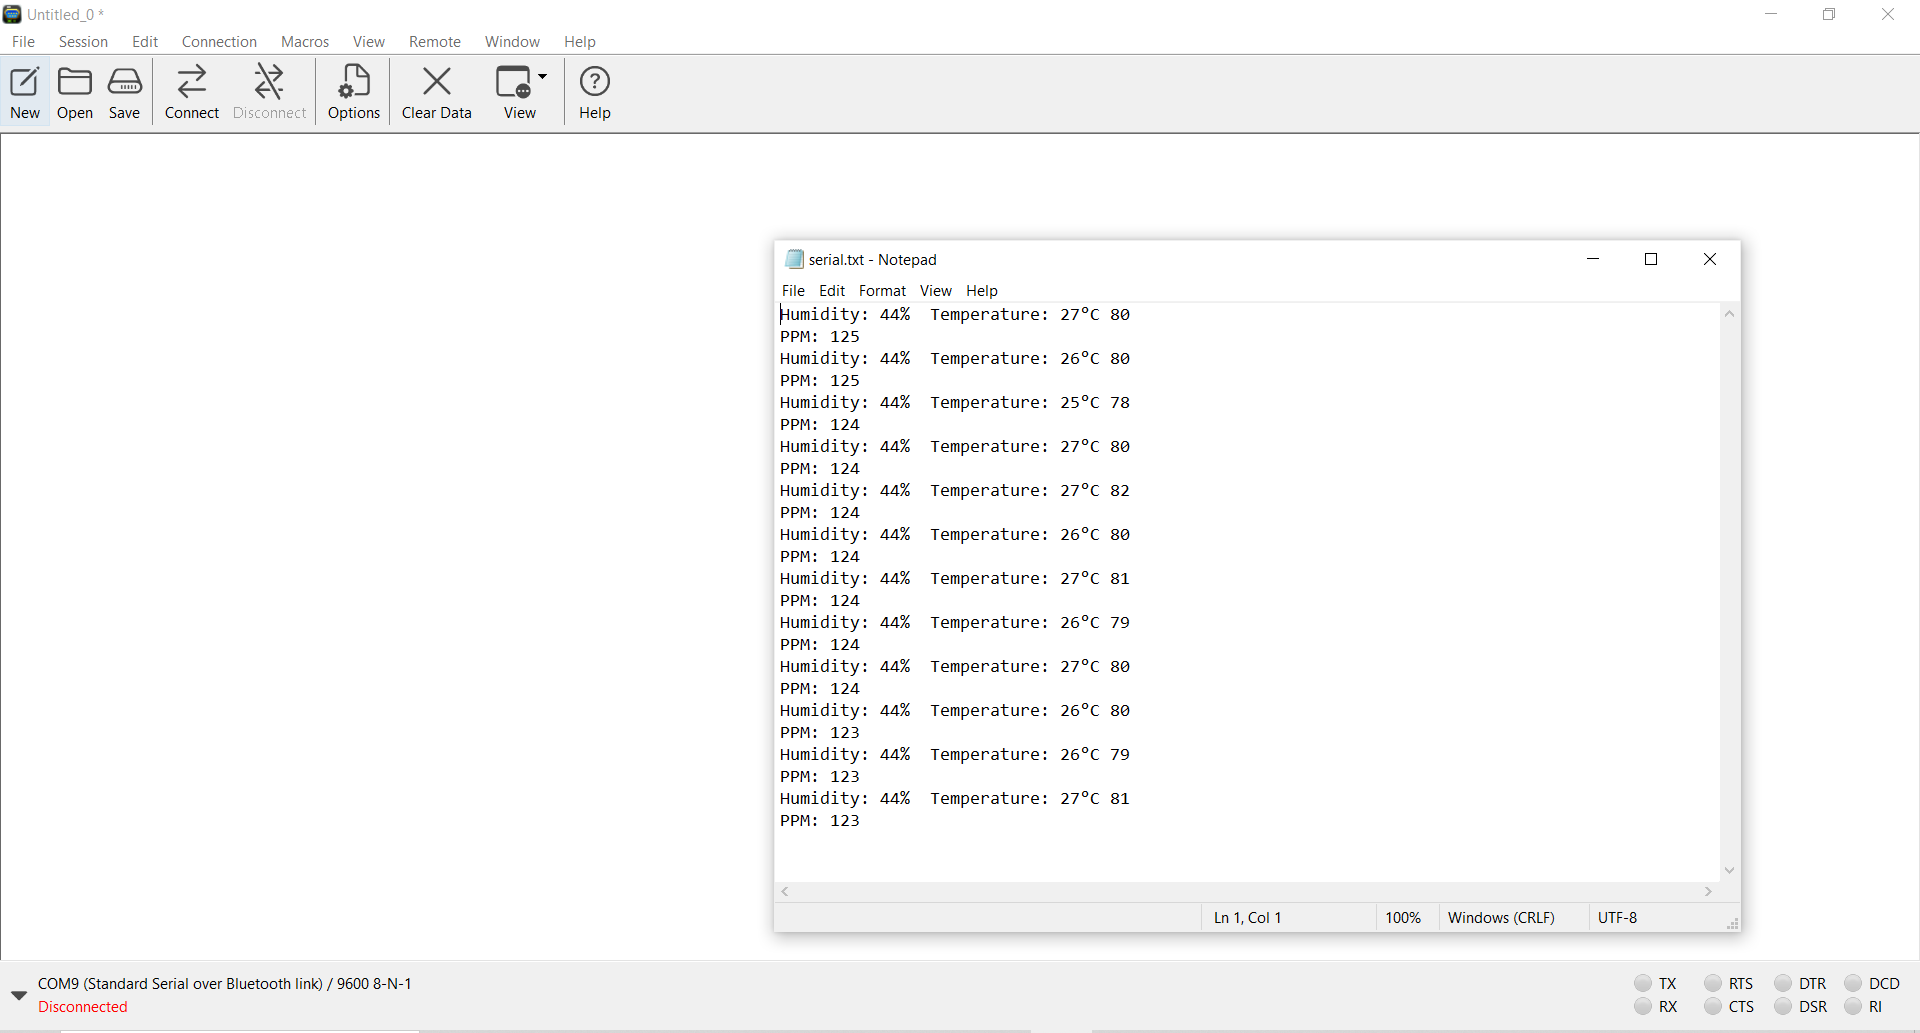 Untitled_0 *
File Session Edit Connection Macros View Remote Window Help
New Open Save Connect Disconnect Options Clear Data View Help
serial.txt - Notepad
File Edit Format View Help
Humidity: 44%  Temperature: 27°C 80
PPM: 125
Humidity: 44%  Temperature: 26°C 80
PPM: 125
Humidity: 44%  Temperature: 25°C 78
PPM: 124
Humidity: 44%  Temperature: 27°C 80
PPM: 124
Humidity: 44%  Temperature: 27°C 82
PPM: 124
Humidity: 44%  Temperature: 26°C 80
PPM: 124
Humidity: 44%  Temperature: 27°C 81
PPM: 124
Humidity: 44%  Temperature: 26°C 79
PPM: 124
Humidity: 44%  Temperature: 27°C 80
PPM: 124
Humidity: 44%  Temperature: 26°C 80
PPM: 123
Humidity: 44%  Temperature: 26°C 79
PPM: 123
Humidity: 44%  Temperature: 27°C 81
PPM: 123
Ln 1, Col 1 100% Windows (CRLF) UTF-8
COM9 (Standard Serial over Bluetooth link) / 9600 8-N-1
Disconnected
TX RTS DTR DCD
RX CTS DSR RI